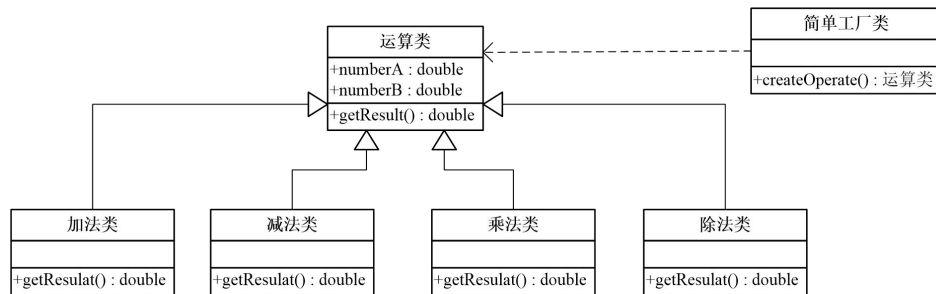 运算类
+numberA : double
+numberB : double
+getResult() : double
简单工厂类
+createOperate() : 运算类
加法类
+getResulat() : double
减法类
+getResulat() : double
乘法类
+getResulat() : double
除法类
+getResulat() : double